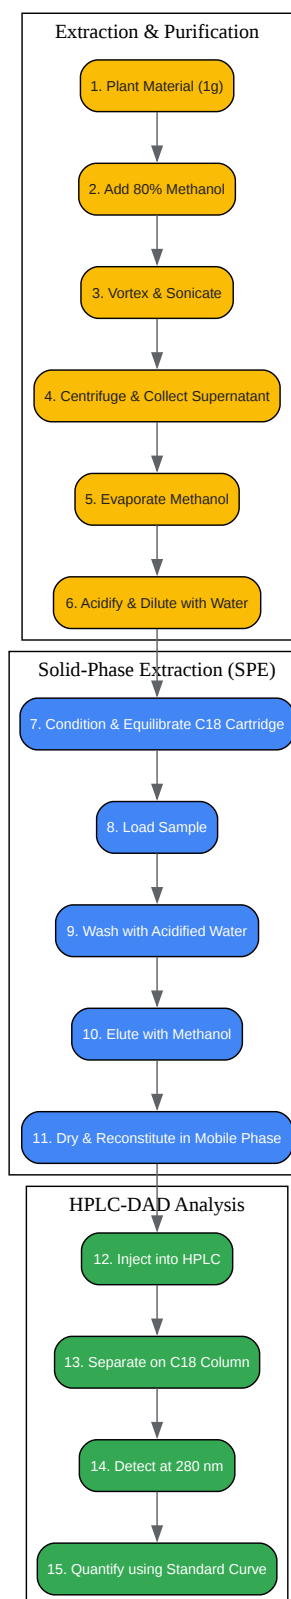 Extraction & Purification
1. Plant Material (1g)
2. Add 80% Methanol
3. Vortex & Sonicate
4. Centrifuge & Collect Supernatant
5. Evaporate Methanol
6. Acidify & Dilute with Water
Solid-Phase Extraction (SPE)
7. Condition & Equilibrate C18 Cartridge
8. Load Sample
9. Wash with Acidified Water
10. Elute with Methanol
11. Dry & Reconstitute in Mobile Phase
HPLC-DAD Analysis
12. Inject into HPLC
13. Separate on C18 Column
14. Detect at 280 nm
15. Quantify using Standard Curve